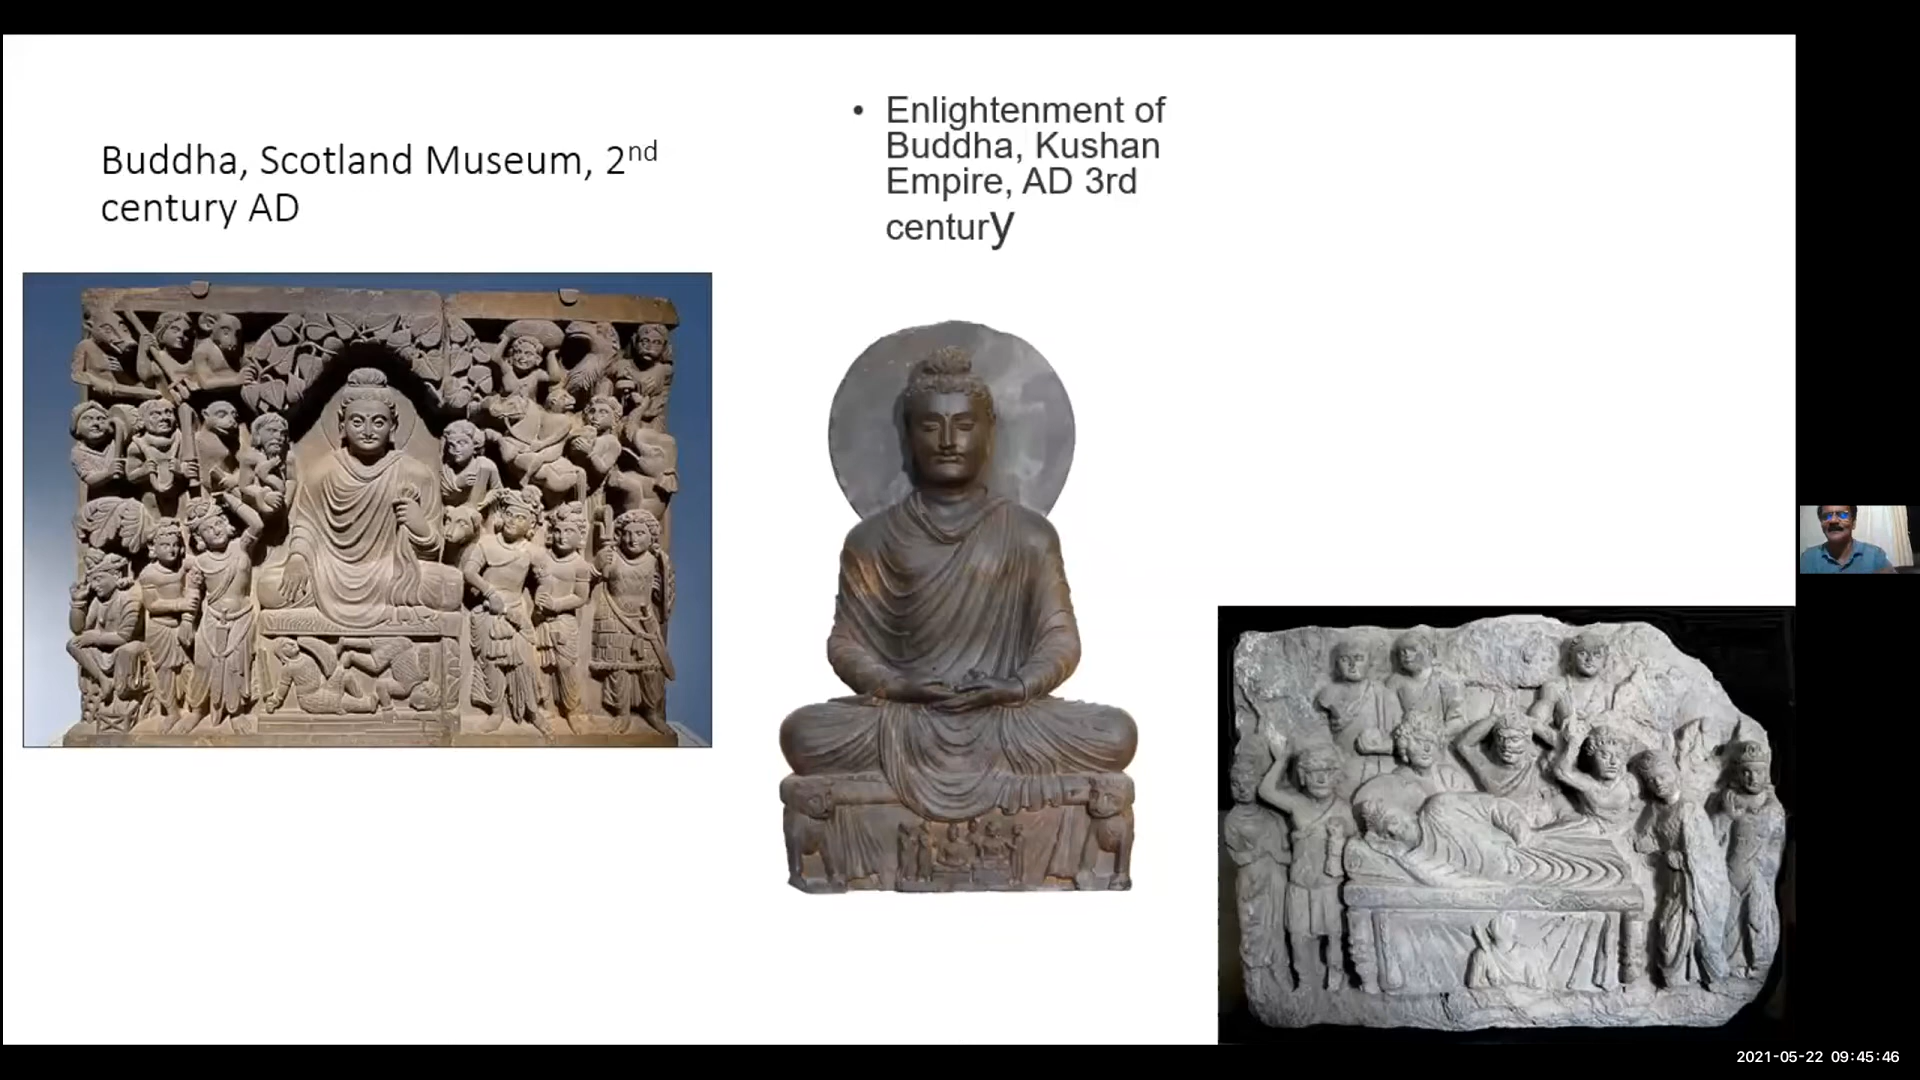 Buddha, Scotland Museum, 2nd
century AD
• Enlightenment of
Buddha, Kushan
Empire, AD 3rd
century
2021-05-22 09:45:46